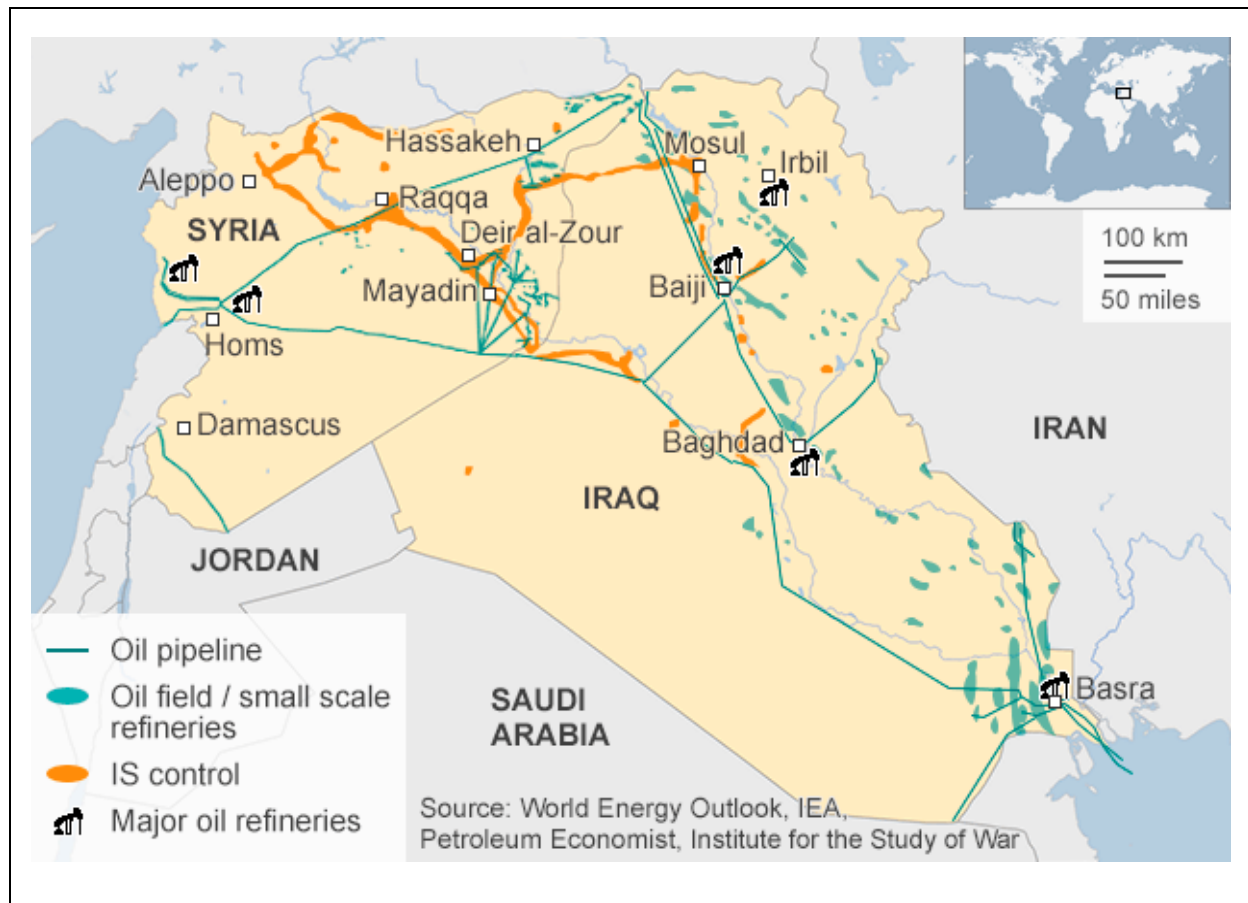 Hassakeh
Mosul
Irbil
Aleppo
Raqqa
SYRIA
Deir al-Zour
100 km
50 miles
Mayadin
Baiji
Homs
Damascus
Baghdad
IRAN
IRAQ
JORDAN
Oil pipeline
Oil field / small scale
refineries
IS control
Major oil refineries
SAUDI
ARABIA
Basra
Source: World Energy Outlook, IEA,
Petroleum Economist, Institute for the Study of War